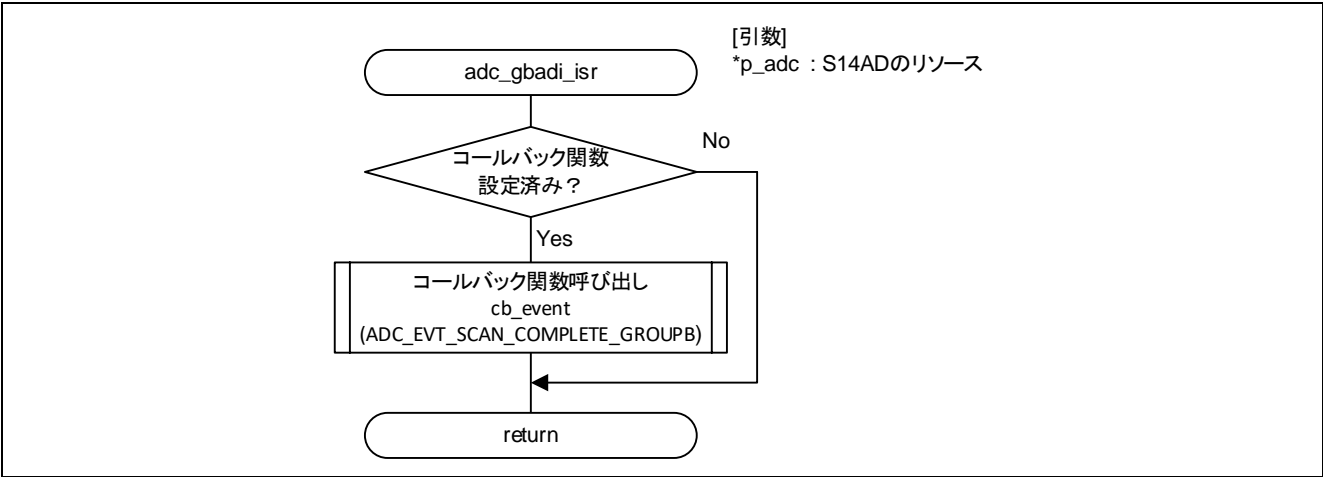 [引数]
*p_adc : S14ADのリソース
adc_gbadi_isr
コールバック関数
設定済み？
No
Yes
コールバック関数呼び出し
cb_event
(ADC_EVT_SCAN_COMPLETE_GROUPB)
return